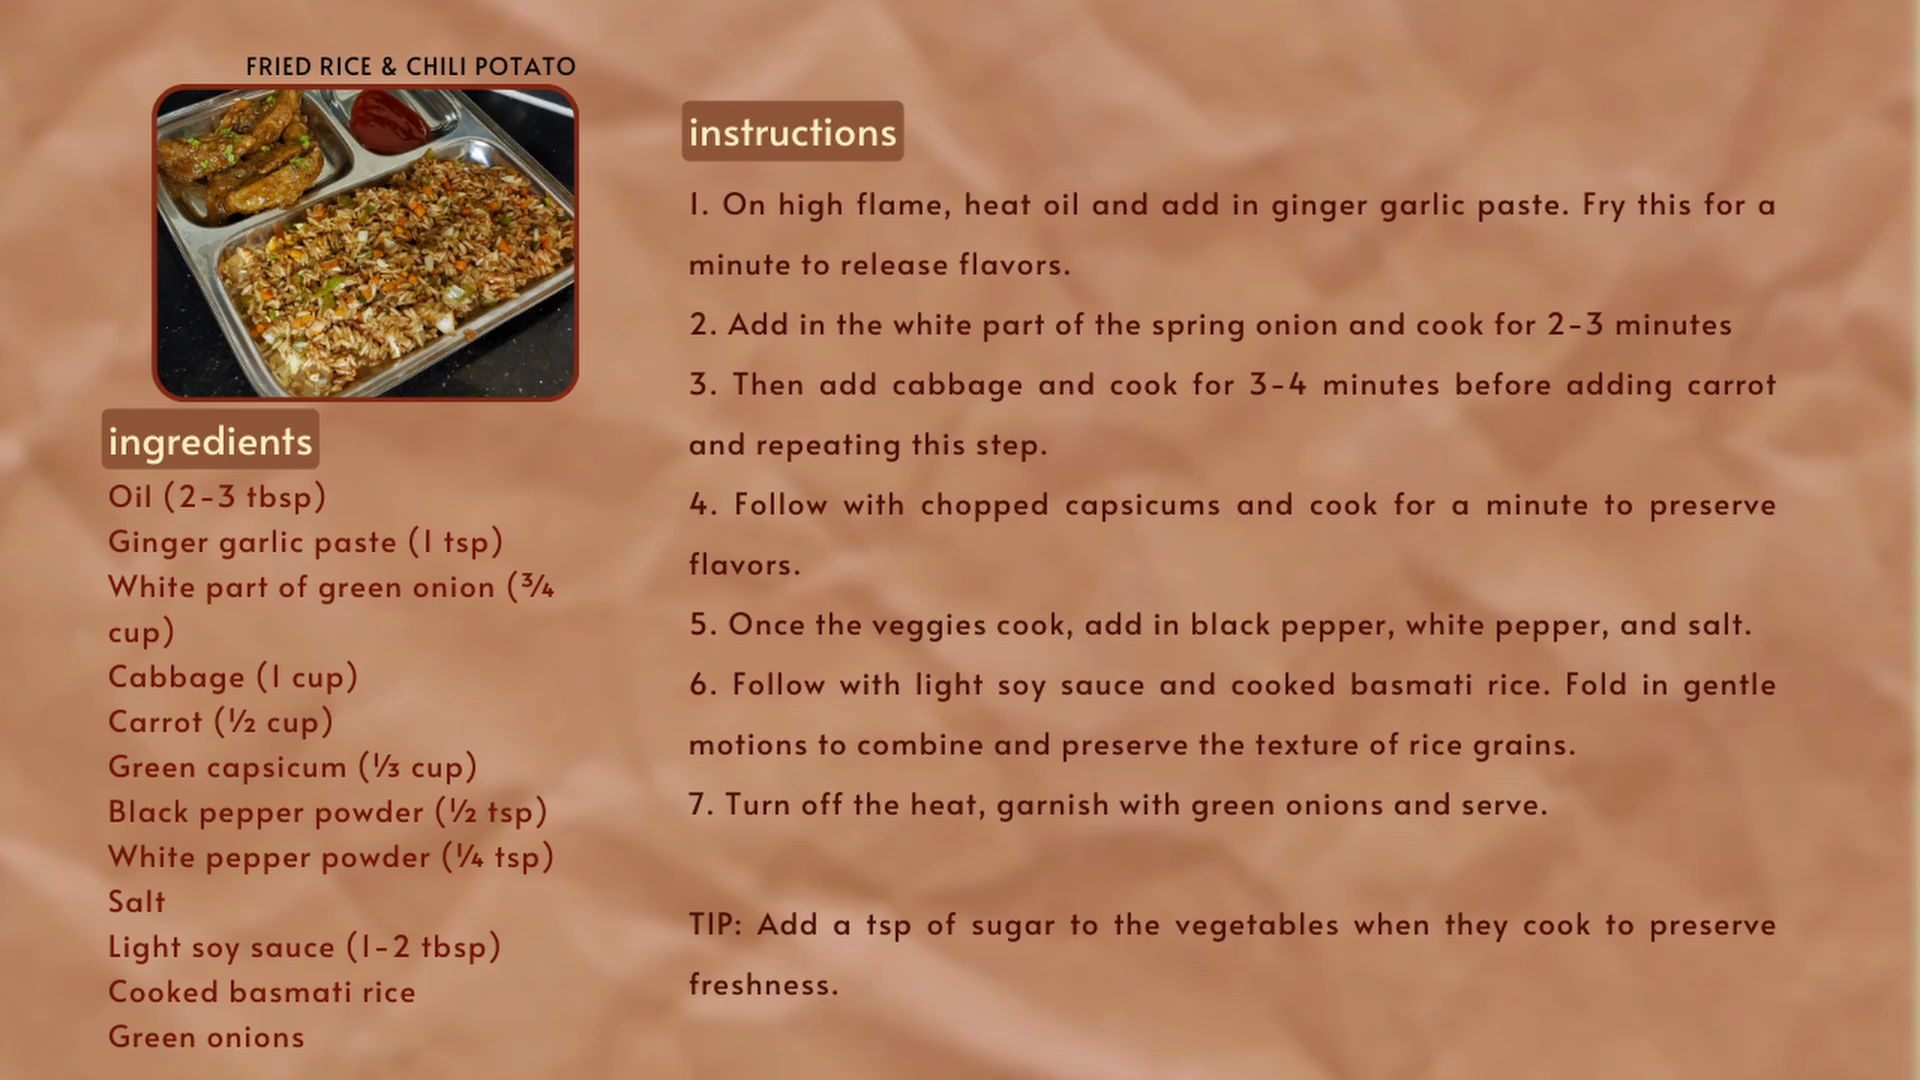 FRIED RICE & CHILI POTATO
ingredients
Oil (2-3 tbsp)
Ginger garlic paste (1 tsp)
White part of green onion (¾
cup)
Cabbage (1 cup)
Carrot (½ cup)
Green capsicum (⅓ cup)
Black pepper powder (½ tsp)
White pepper powder (¼ tsp)
Salt
Light soy sauce (1-2 tbsp)
Cooked basmati rice
Green onions
instructions
1. On high flame, heat oil and add in ginger garlic paste. Fry this for a
minute to release flavors.
2. Add in the white part of the spring onion and cook for 2-3 minutes
3. Then add cabbage and cook for 3-4 minutes before adding carrot
and repeating this step.
4. Follow with chopped capsicums and cook for a minute to preserve
flavors.
5. Once the veggies cook, add in black pepper, white pepper, and salt.
6. Follow with light soy sauce and cooked basmati rice. Fold in gentle
motions to combine and preserve the texture of rice grains.
7. Turn off the heat, garnish with green onions and serve.
TIP: Add a tsp of sugar to the vegetables when they cook to preserve
freshness.